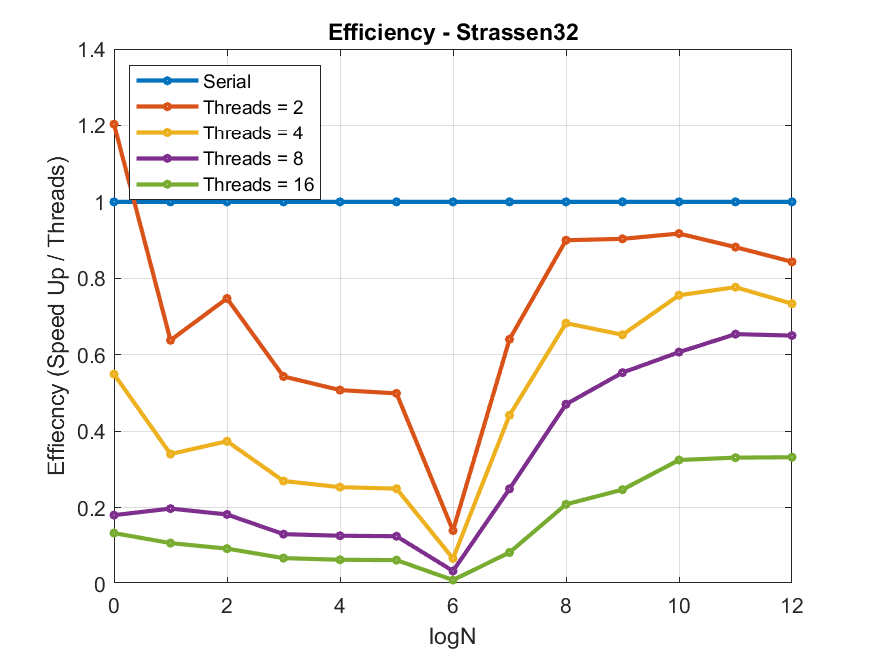 Efficiency - Strassen32
1.4
1.2
1
0.8
0.6
0.4
0.2
0
Effiecncy (Speed Up / Threads)
Serial
Threads = 2
Threads = 4
Threads = 8
Threads = 16
0 2 4 6 8 10 12
logN